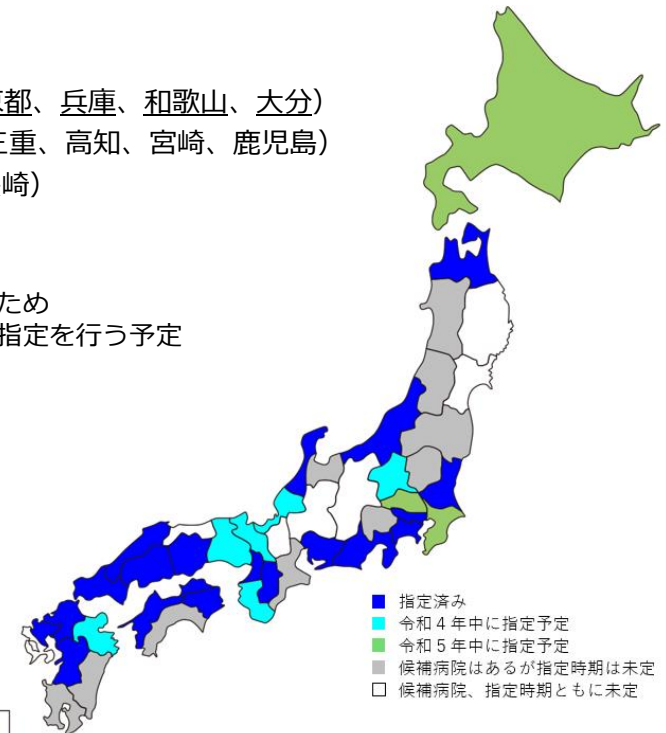 都、兵庫、和歌山、大分）
重、高知、宮崎、鹿児島）
崎）
ため
指定を行う予定
指定済み
令和４年中に指定予定
令和５年中に指定予定
候補病院はあるが指定時期は未定
候補病院、指定時期ともに未定